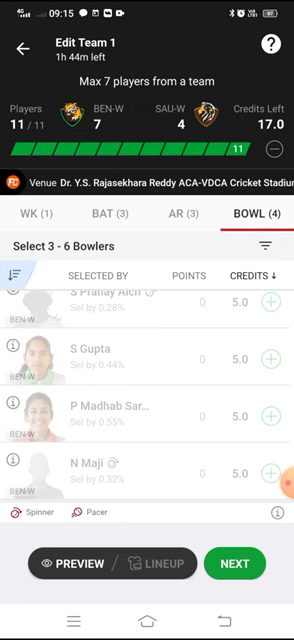 4G 09:15 87
Edit Team 1
1h 44m left
?
Max 7 players from a team
Players BEN-W SAU-W Credits Left
11 / 11 7 4 17.0
11
FC Venue Dr. Y.S. Rajasekhara Reddy ACA-VDCA Cricket Stadiur
WK (1) BAT (3) AR (3) BOWL (4)
Select 3 - 6 Bowlers
SELECTED BY POINTS CREDITS ↓
S Pranay Aich
Sel by 0.28% 0 5.0
BEN-W
S Gupta
Sel by 0.44% 0 5.0
BEN-W
P Madhab Sar...
Sel by 0.55% 0 5.0
BEN-W
N Maji
Sel by 0.32% 0 5.0
BEN-W
Spinner Pacer
PREVIEW / LINEUP NEXT